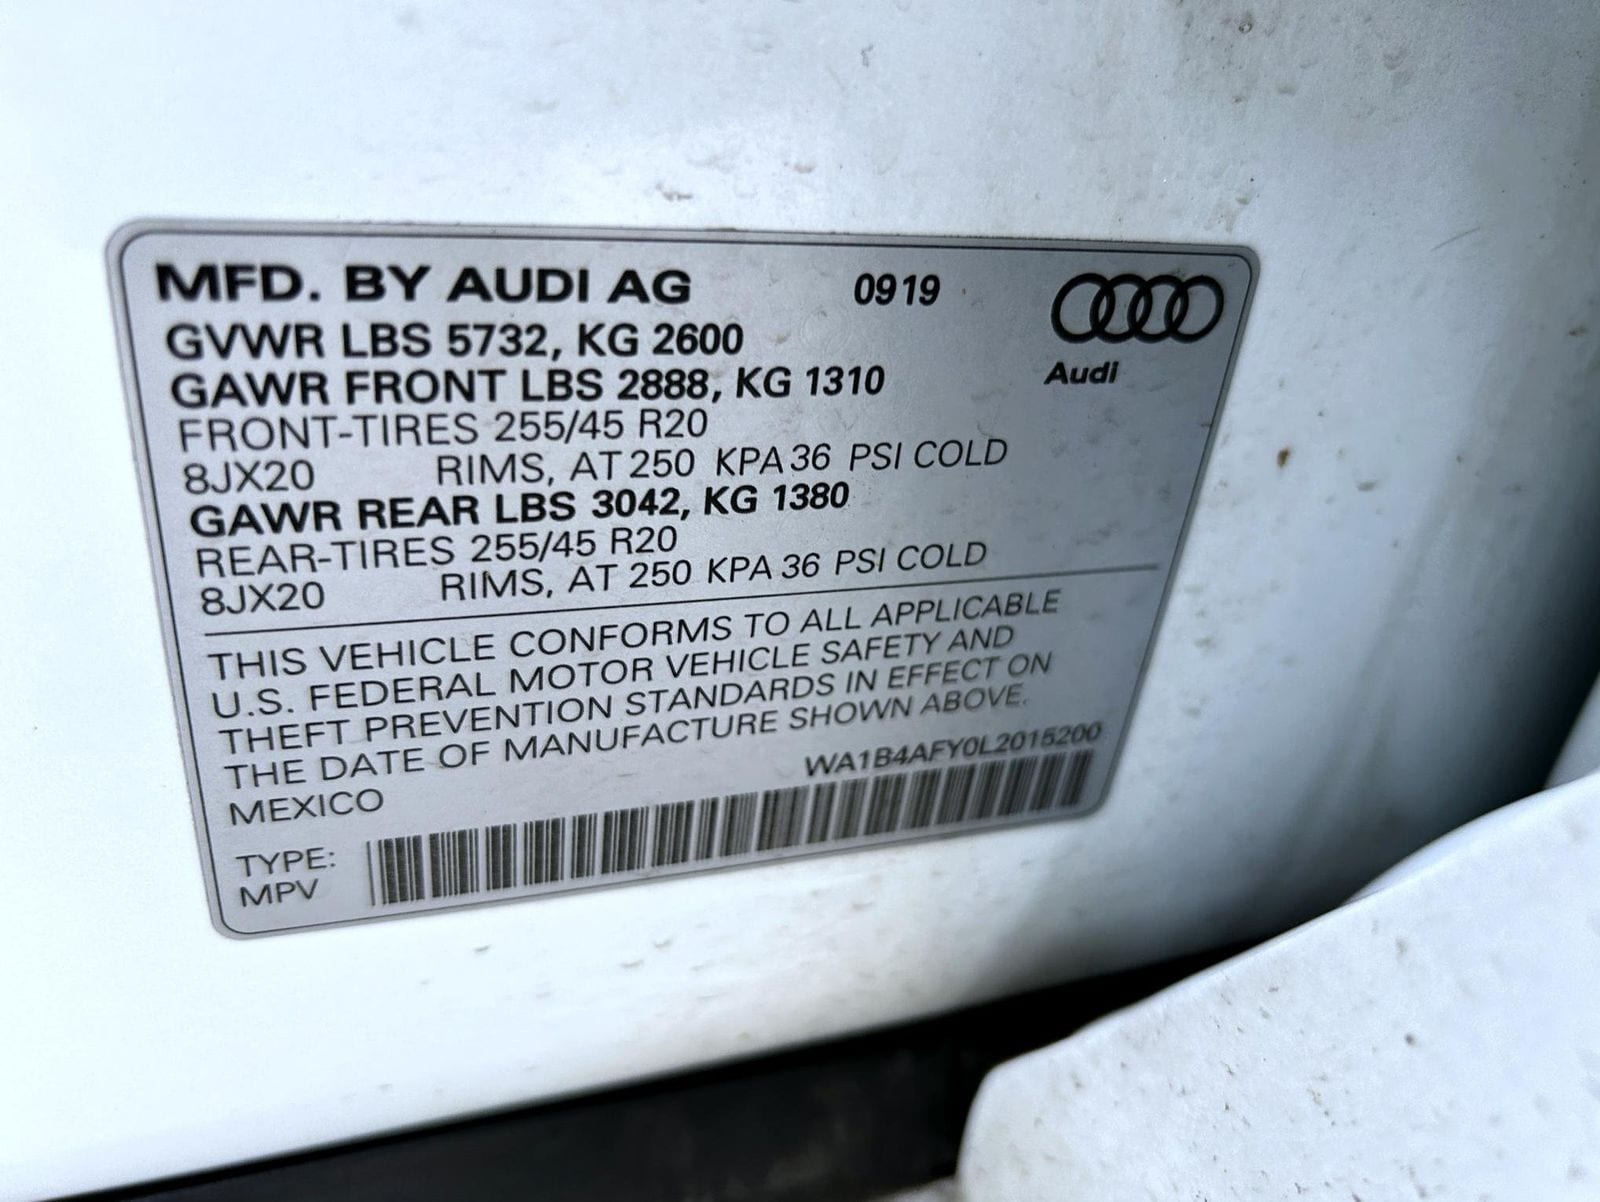 MFD. BY AUDI AG 0919
GVWR LBS 5732, KG 2600
Audi
GAWR FRONT LBS 2888, KG 1310
FRONT-TIRES 255/45 R20
8JX20 RIMS, AT 250 KPA 36 PSI COLD
GAWR REAR LBS 3042, KG 1380
REAR-TIRES 255/45 R20
8JX20 RIMS, AT 250 KPA 36 PSI COLD
THIS VEHICLE CONFORMS TO ALL APPLICABLE
U.S. FEDERAL MOTOR VEHICLE SAFETY AND
THEFT PREVENTION STANDARDS IN EFFECT ON
THE DATE OF MANUFACTURE SHOWN ABOVE.
MEXICO WA1B4AFY0L2015200
TYPE:
MPV